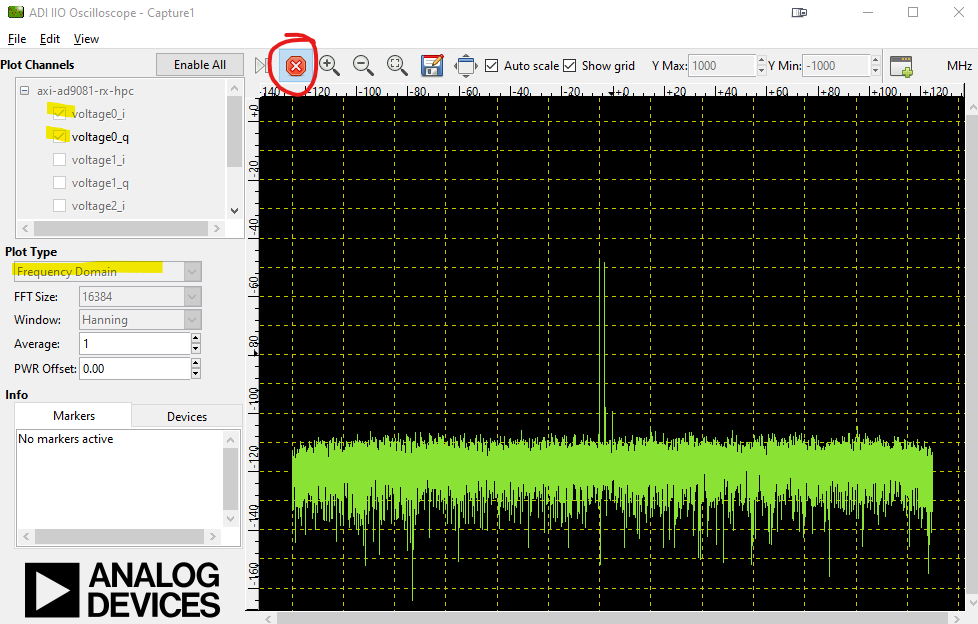 ADI IIO Oscilloscope - Capture1
File Edit View
Plot Channels Enable All
Auto scale Show grid Y Max: 1000 Y Min: -1000 MHz
axi-ad9081-rx-hpc
voltage0_i
voltage0_q
voltage1_i
voltage1_q
voltage2_i
-140 -120 -100 -80 -60 -40 -20 +0 +20 +40 +60 +80 +100 +120
+0
-20
-40
-60
-80
-100
-120
-140
-160
Plot Type
Frequency Domain
FFT Size: 16384
Window: Hanning
Average: 1
PWR Offset: 0.00
Info
Markers Devices
No markers active
ANALOG
DEVICES